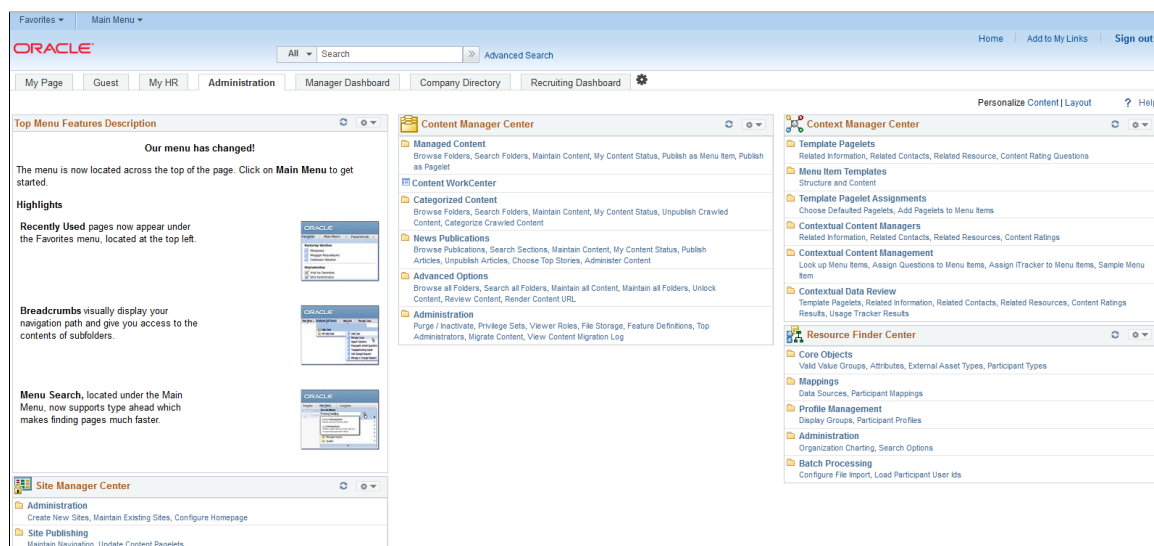 Favorites Main Menu
ORACLE
All Search Advanced Search
Home Add to My Links Sign out
My Page Guest My HR Administration Manager Dashboard Company Directory Recruiting Dashboard
Personalize Content | Layout ? Help
Top Menu Features Description
Our menu has changed!
The menu is now located across the top of the page. Click on Main Menu to get
started.
Highlights
Recently Used pages now appear under
the Favorites menu, located at the top left.
ORACLE
Breadcrumbs visually display your
navigation path and give you access to the
contents of subfolders.
ORACLE
Menu Search, located under the Main
Menu, now supports type ahead which
makes finding pages much faster.
ORACLE
Site Manager Center
Administration
Create New Sites, Maintain Existing Sites, Configure Homepage
Site Publishing
Maintain Navigation, Update Content Pagelets
Content Manager Center
Managed Content
Browse Folders, Search Folders, Maintain Content, My Content Status, Publish as Menu Item, Publish
as Pagelet
Content WorkCenter
Categorized Content
Browse Folders, Search Folders, Maintain Content, My Content Status, Unpublish Crawled
Content, Categorize Crawled Content
News Publications
Browse Publications, Search Sections, Maintain Content, My Content Status, Publish
Articles, Unpublish Articles, Choose Top Stories, Administer Content
Advanced Options
Browse all Folders, Search all Folders, Maintain all Content, Maintain all Folders, Unlock
Content, Review Content, Render Content URL
Administration
Purge / Inactivate, Privilege Sets, Viewer Roles, File Storage, Feature Definitions, Top
Administrators, Migrate Content, View Content Migration Log
Context Manager Center
Template Pagelets
Related Information, Related Contacts, Related Resource, Content Rating Questions
Menu Item Templates
Structure and Content
Template Pagelet Assignments
Choose Defaulted Pagelets, Add Pagelets to Menu Items
Contextual Content Managers
Related Information, Related Contacts, Related Resources, Content Ratings
Contextual Content Management
Look up Menu Items, Assign Questions to Menu Items, Assign iTracker to Menu Items, Sample Menu
Item
Contextual Data Review
Template Pagelets, Related Information, Related Contacts, Related Resources, Content Ratings
Results, Usage Tracker Results
Resource Finder Center
Core Objects
Valid Value Groups, Attributes, External Asset Types, Participant Types
Mappings
Data Sources, Participant Mappings
Profile Management
Display Groups, Participant Profiles
Administration
Organization Charting, Search Options
Batch Processing
Configure File Import, Load Participant User Ids